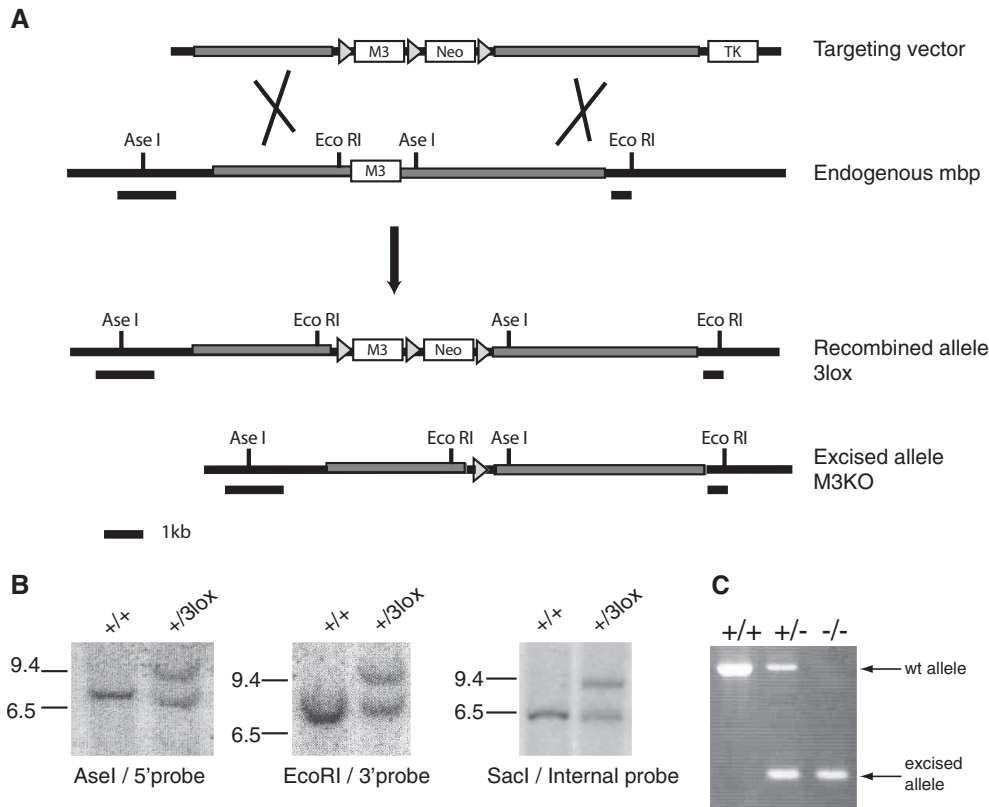 A
M3 Neo TK Targeting vector
Ase I Eco RI Ase I Eco RI
M3 Endogenous mbp
Ase I Eco RI Ase I Eco RI
M3 Neo Recombined allele
3lox
Ase I Eco RI Ase I Eco RI
Excised allele
M3KO
1kb
B
+/+ +/3lox
9.4
6.5
AseI / 5'probe
+/+ +/3lox
9.4
6.5
EcoRI / 3'probe
+/+ +/3lox
9.4
6.5
SacI / Internal probe
C
+/+ +/- -/-
wt allele
excised
allele